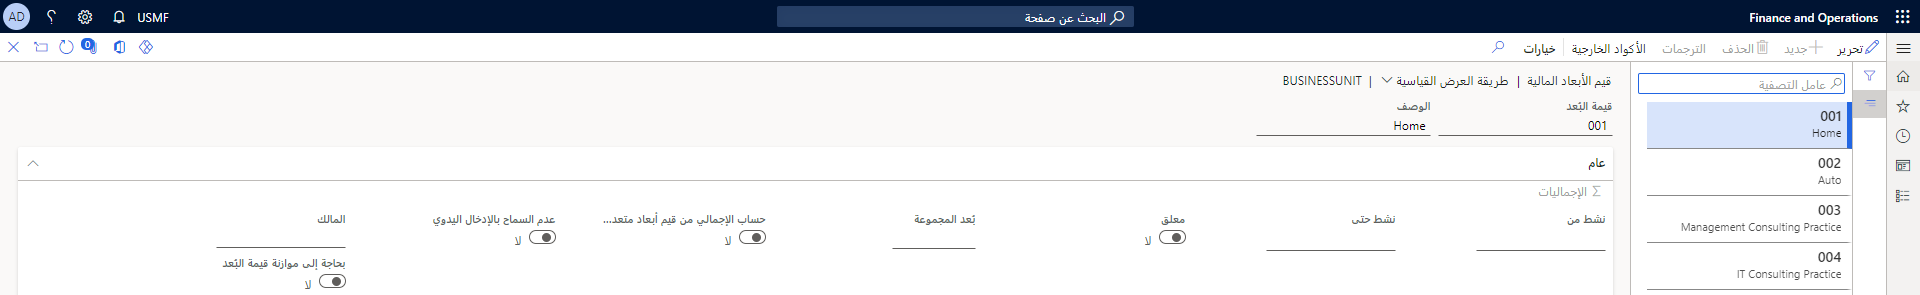 Finance and Operations
البحث عن صفحة
USMF
؟
AD
تحرير
جديد
الحذف
الترجمات
الأكواد الخارجية
خيارات
0
عامل التصفية
001
Home
002
Auto
003
Management Consulting Practice
004
IT Consulting Practice
قيم الأبعاد المالية | طريقة العرض القياسية | BUSINESSUNIT
قيمة البُعد
001
الوصف
Home
عام
Σ الإجماليات
نشط من
نشط حتى
معلق
لا
بُعد المجموعة
حساب الإجمالي من قيم أبعاد متعد...
لا
عدم السماح بالإدخال اليدوي
لا
المالك
بحاجة إلى موازنة قيمة البُعد
لا